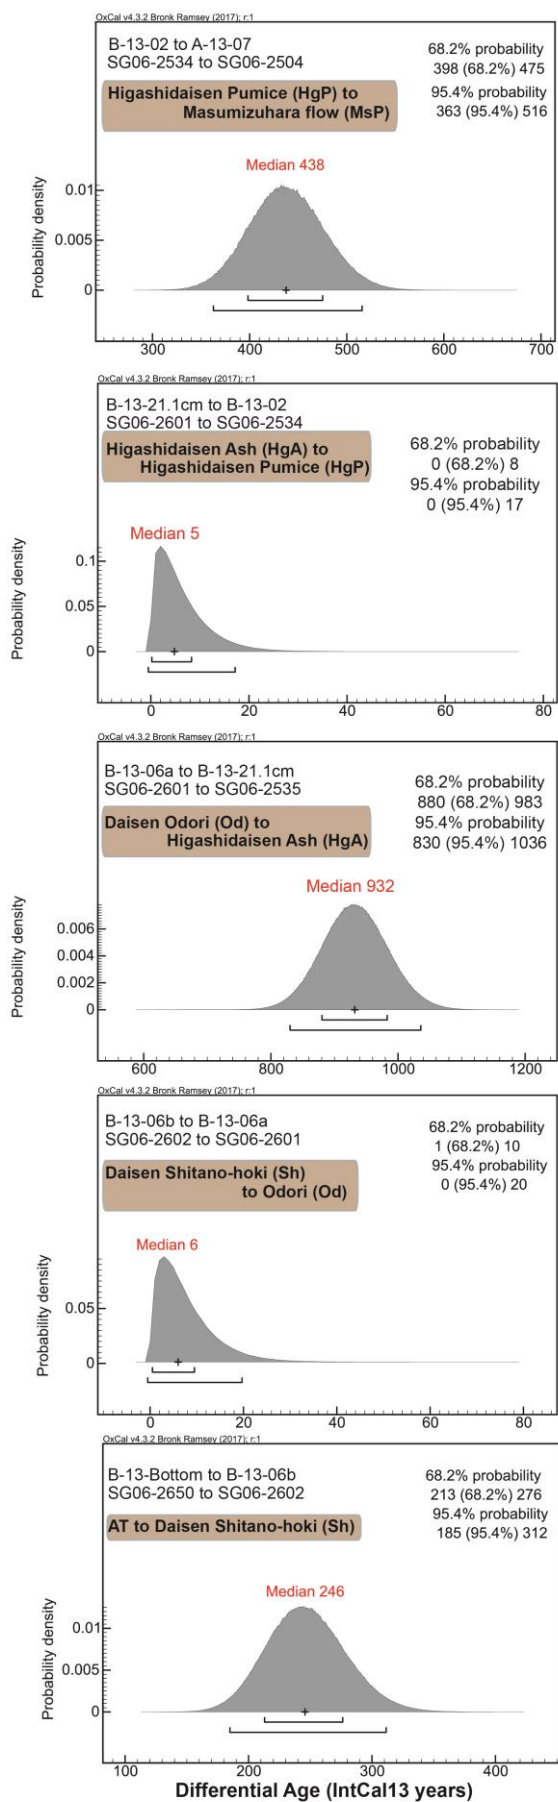 OxCal v4.3.2 Bronk Ramsey (2017); r:1
B-13-02 to A-13-07
SG06-2534 to SG06-2504
68.2% probability
398 (68.2%) 475
95.4% probability
363 (95.4%) 516
Higashidaisen Pumice (HgP) to
Masumizuhara flow (MsP)
Median 438
Probability density
0.01
0.005
0
300 400 500 600 700
OxCal v4.3.2 Bronk Ramsey (2017); r:1
B-13-21.1cm to B-13-02
SG06-2601 to SG06-2534
68.2% probability
0 (68.2%) 8
95.4% probability
0 (95.4%) 17
Higashidaisen Ash (HgA) to
Higashidaisen Pumice (HgP)
Median 5
Probability density
0.1
0.05
0
0 20 40 60 80
OxCal v4.3.2 Bronk Ramsey (2017); r:1
B-13-06a to B-13-21.1cm
SG06-2601 to SG06-2535
68.2% probability
880 (68.2%) 983
95.4% probability
830 (95.4%) 1036
Daisen Odori (Od) to
Higashidaisen Ash (HgA)
Median 932
Probability density
0.006
0.004
0.002
0
600 800 1000 1200
OxCal v4.3.2 Bronk Ramsey (2017); r:1
B-13-06b to B-13-06a
SG06-2602 to SG06-2601
68.2% probability
1 (68.2%) 10
95.4% probability
0 (95.4%) 20
Daisen Shitano-hoki (Sh)
to Odori (Od)
Median 6
Probability density
0.05
0
0 20 40 60 80
OxCal v4.3.2 Bronk Ramsey (2017); r:1
B-13-Bottom to B-13-06b
SG06-2650 to SG06-2602
68.2% probability
213 (68.2%) 276
95.4% probability
185 (95.4%) 312
AT to Daisen Shitano-hoki (Sh)
Median 246
Probability density
0.01
0.005
0
100 200 300 400
Differential Age (IntCal13 years)